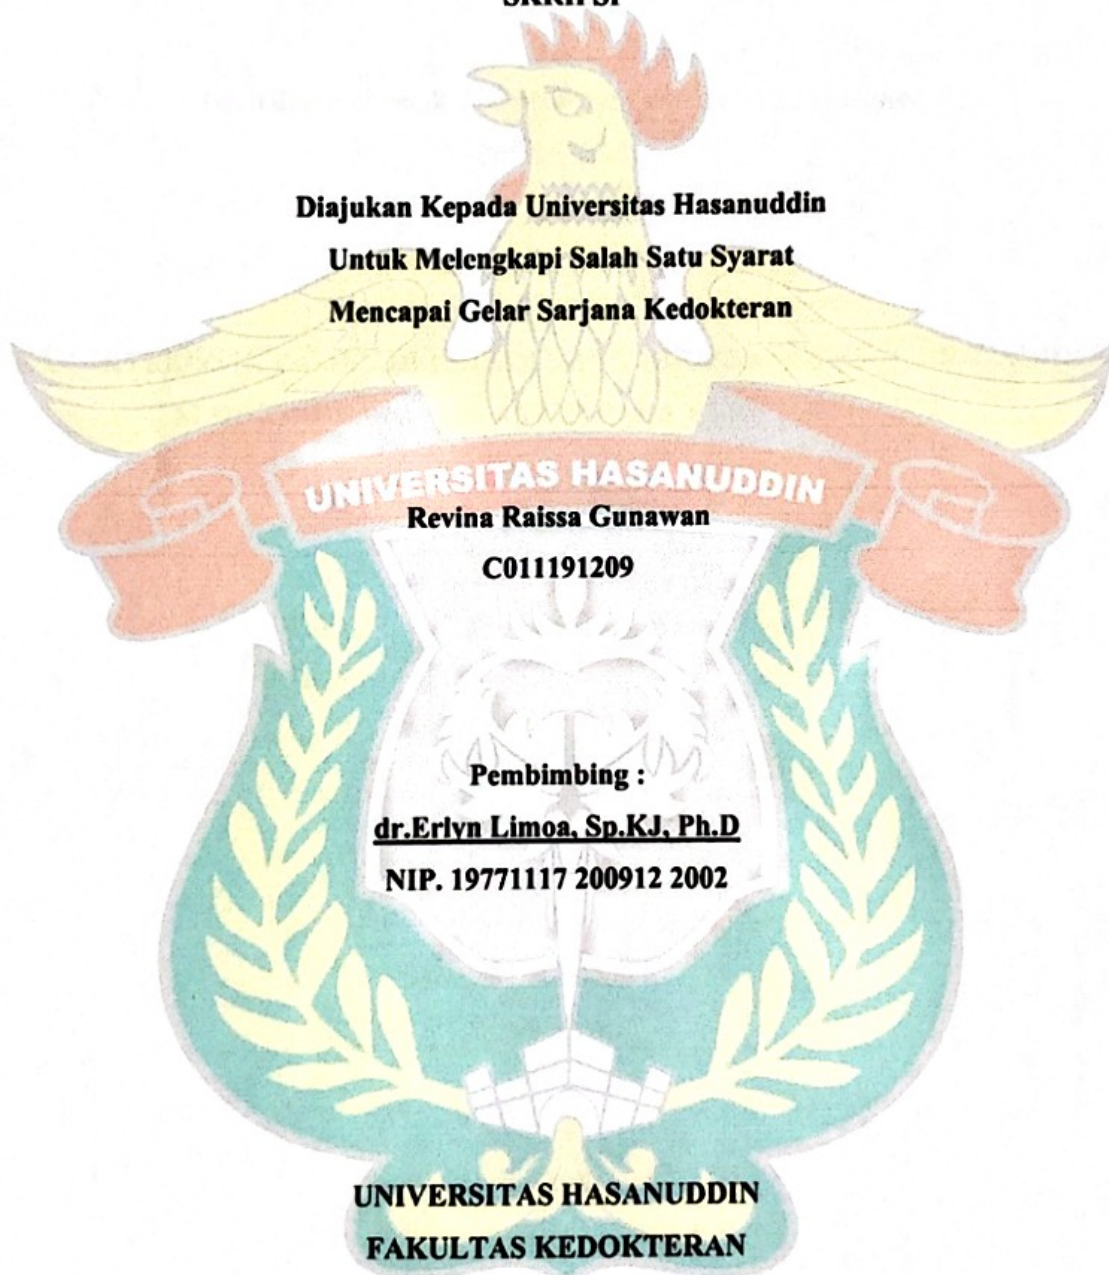 SKRIPSI
Diajukan Kepada Universitas Hasanuddin
Untuk Melengkapi Salah Satu Syarat
Mencapai Gelar Sarjana Kedokteran
UNIVERSITAS HASANUDDIN
Revina Raissa Gunawan
C011191209
Pembimbing :
dr.Erlyn Limoa, Sp.KJ, Ph.D
NIP. 19771117 200912 2002
UNIVERSITAS HASANUDDIN
FAKULTAS KEDOKTERAN